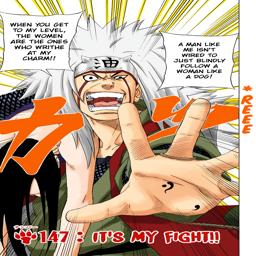 WHEN YOU GET
TO MY LEVEL,
THE WOMEN
ARE THE ONES
WHO WRITHE
AT MY
CHARM!!
A MAN LIKE
ME ISN'T
WIRED TO
JUST BLINDLY
FOLLOW A
WOMAN LIKE
A DOG!
油
147 : IT'S MY FIGHT!!